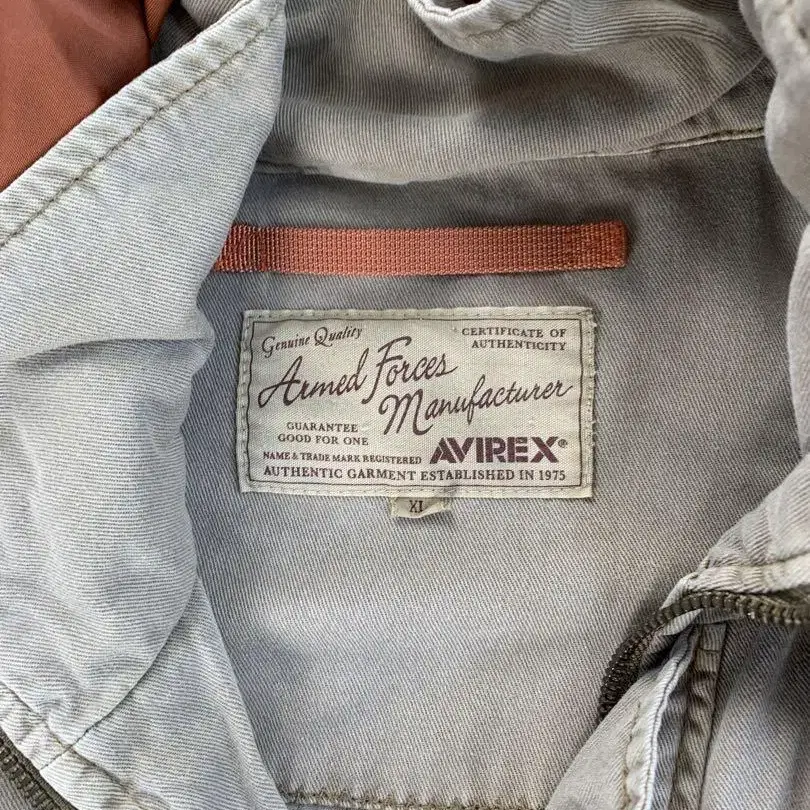 Genuine Quality
CERTIFICATE OF
AUTHENTICITY
Armed Forces
Manufacturer
GUARANTEE
GOOD FOR ONE
NAME & TRADE MARK REGISTERED
AVIREX®
AUTHENTIC GARMENT ESTABLISHED IN 1975
XL